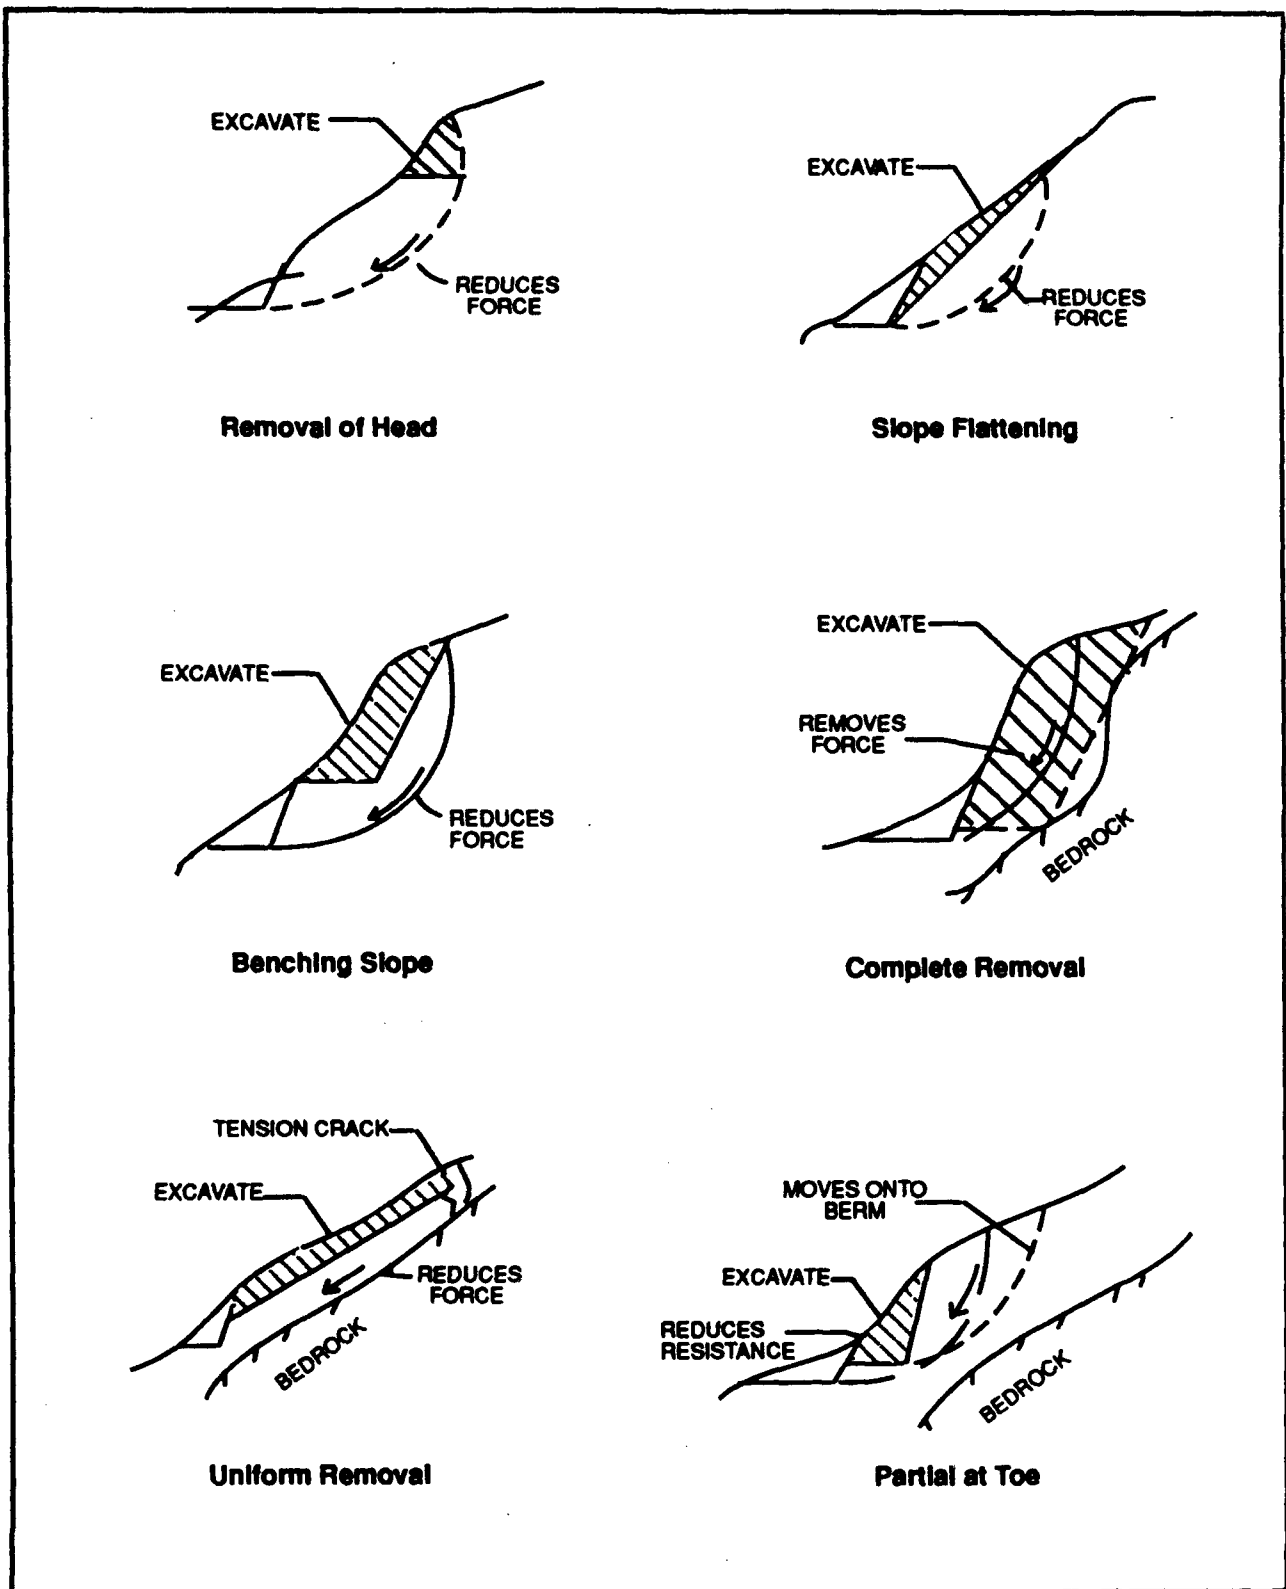 EXCAVATE
REDUCES
FORCE
Removal of Head
EXCAVATE
REDUCES
FORCE
Slope Flattening
EXCAVATE
REDUCES
FORCE
Benching Slope
EXCAVATE
REMOVES
FORCE
BEDROCK
Complete Removal
TENSION CRACK
EXCAVATE
REDUCES
FORCE
BEDROCK
Uniform Removal
MOVES ONTO
BERM
EXCAVATE
REDUCES
RESISTANCE
BEDROCK
Partial at Toe